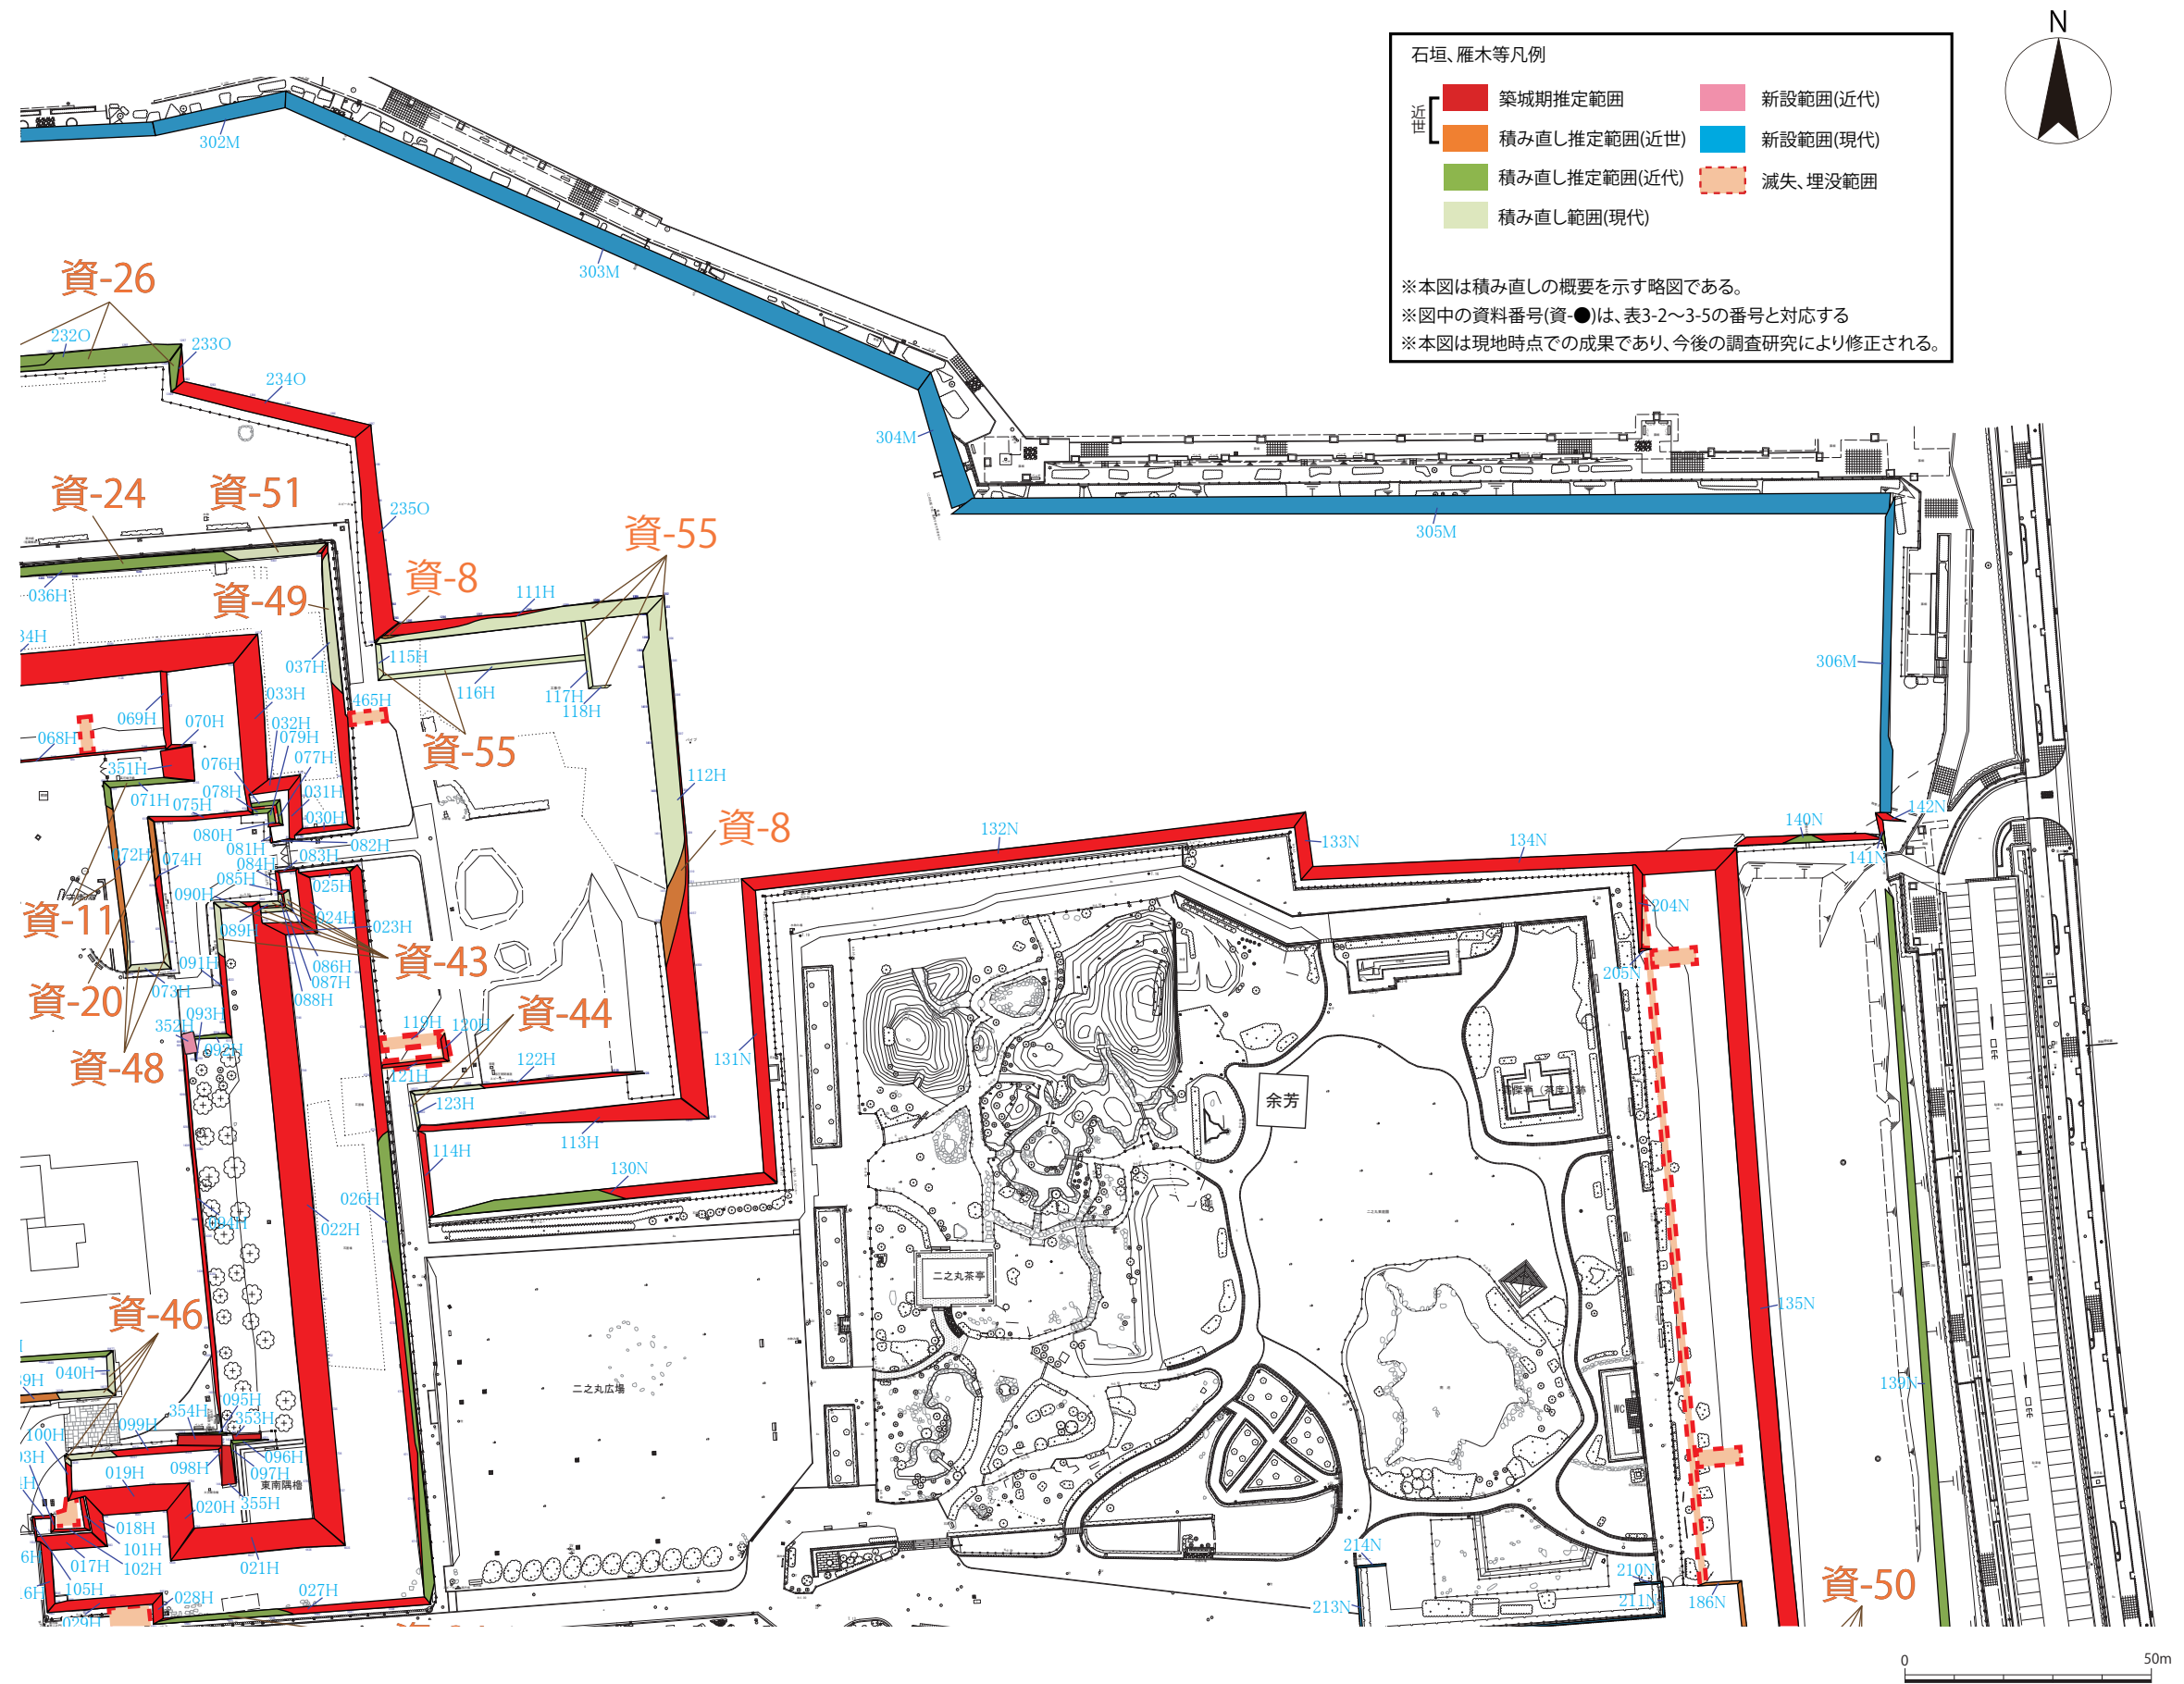 N
石垣、雁木等凡例
近世
築城期推定範囲
積み直し推定範囲(近世)
積み直し推定範囲(近代)
積み直し範囲(現代)
新設範囲(近代)
新設範囲(現代)
滅失、埋没範囲
※本図は積み直しの概要を示す略図である。
※図中の資料番号(資-●)は、表3-2～3-5の番号と対応する
※本図は現地時点での成果であり、今後の調査研究により修正される。
302M
303M
資-26
232O
233O
234O
304M
資-24
資-51
235O
305M
資-55
資-8
036H
資-49
111H
34H
037H
115H
116H
117H
118H
306M
033H
465H
069H
070H
032H
079H
068H
資-55
076H
077H
351H
112H
078H
031H
071H
075H
030H
142N
資-8
132N
140N
080H
133N
134N
081H
082H
072H
074H
083H
141N
084H
085H
025H
090H
204N
資-11
024H
023H
089H
資-43
091H
086H
205N
087H
073H
088H
資-20
093H
資-44
352H
119H
120H
092H
131N
122H
資-48
121H
余芳
123H
113H
114H
130N
026H
094H
022H
二之丸茶亭
135N
資-46
040H
39H
二之丸広場
139N
095H
354H
353H
099H
WC
100H
096H
03H
098H
097H
019H
東南隅櫓
355H
020H
018H
101H
214N
017H
102H
021H
210N
資-50
105H
028H
027H
213N
211N
186N
029H
0
50m